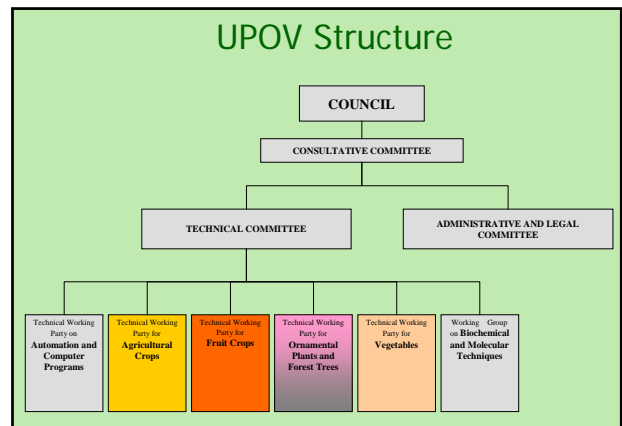 UPOV Structure
COUNCIL
CONSULTATIVE COMMITTEE
TECHNICAL COMMITTEE
ADMINISTRATIVE AND LEGAL
COMMITTEE
Technical Working
Party on
Automation and
Computer
Programs
Technical Working
Party for
Agricultural
Crops
Technical Working
Party for
Fruit Crops
Technical Working
Party for
Ornamental
Plants and
Forest Trees
Technical Working
Party for
Vegetables
Working Group
on Biochemical
and Molecular
Techniques